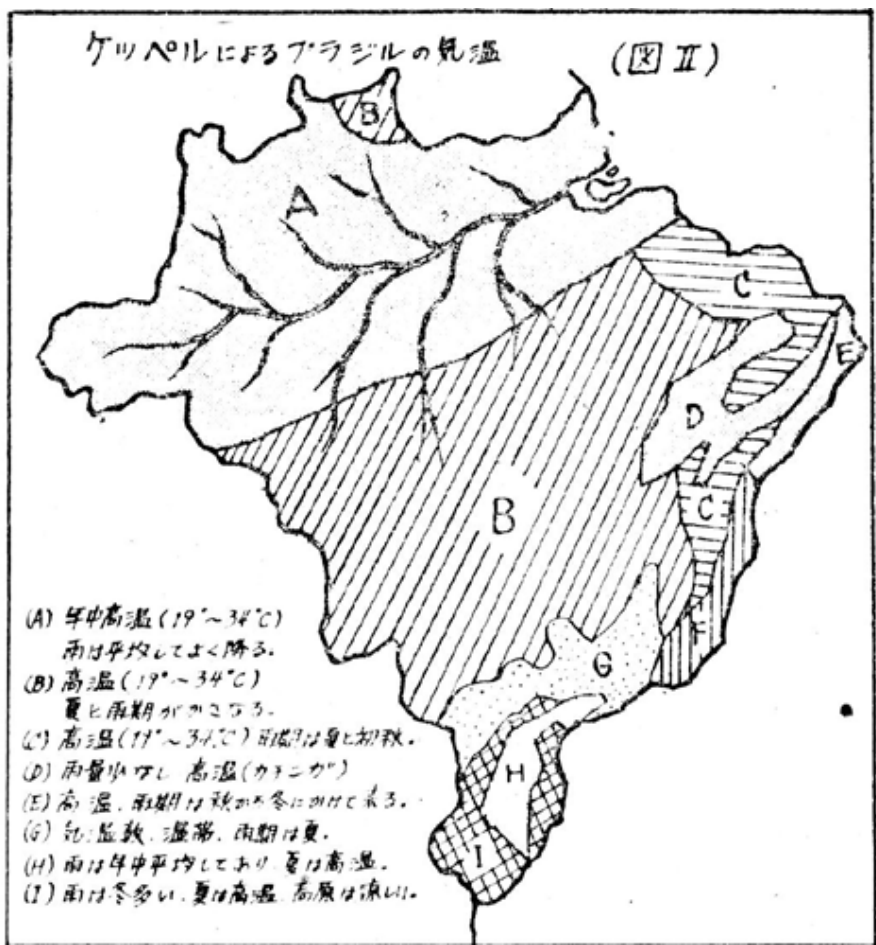 ケッペルによるブラジルの気温 (図Ⅱ)
B
A
C
E
D
B
C
F
G
H
I
(A) 年中高温(19°~34°C)
雨は平均してよく降る。
(B) 高温(19°~34°C)
夏と雨期がかさなる。
(C) 高温(19°~34°C) 雨期は夏と初秋。
(D) 雨量少なし 高温(カチンガ)
(E) 高温、雨期は秋から冬にかけて来る。
(G) 気温 温帯、雨期は夏。
(H) 雨は年中平均しており、夏は高温。
(I) 雨は冬多い、夏は高温、高原は涼しい。